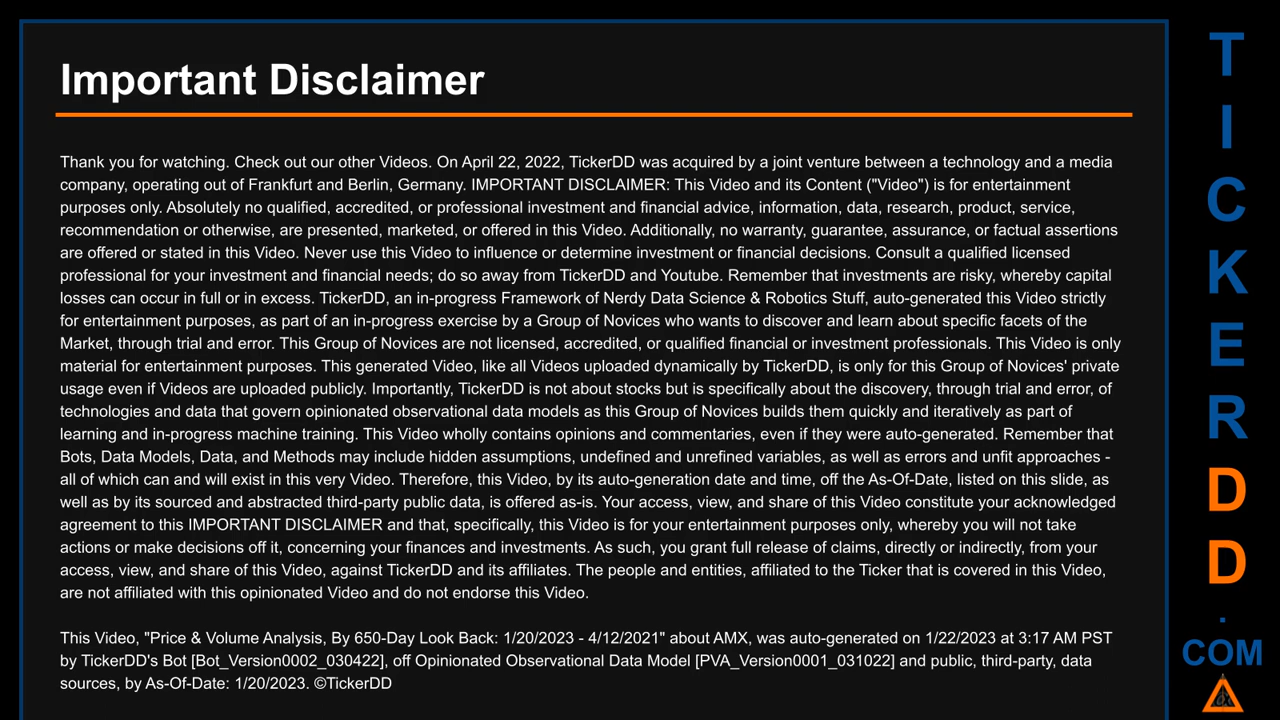 Important Disclaimer
Thank you for watching. Check out our other Videos. On April 22, 2022, TickerDD was acquired by a joint venture between a technology and a media
company, operating out of Frankfurt and Berlin, Germany. IMPORTANT DISCLAIMER: This Video and its Content ("Video") is for entertainment
purposes only. Absolutely no qualified, accredited, or professional investment and financial advice, information, data, research, product, service,
recommendation or otherwise, are presented, marketed, or offered in this Video. Additionally, no warranty, guarantee, assurance, or factual assertions
are offered or stated in this Video. Never use this Video to influence or determine investment or financial decisions. Consult a qualified licensed
professional for your investment and financial needs; do so away from TickerDD and Youtube. Remember that investments are risky, whereby capital
losses can occur in full or in excess. TickerDD, an in-progress Framework of Nerdy Data Science & Robotics Stuff, auto-generated this Video strictly
for entertainment purposes, as part of an in-progress exercise by a Group of Novices who wants to discover and learn about specific facets of the
Market, through trial and error. This Group of Novices are not licensed, accredited, or qualified financial or investment professionals. This Video is only
material for entertainment purposes. This generated Video, like all Videos uploaded dynamically by TickerDD, is only for this Group of Novices' private
usage even if Videos are uploaded publicly. Importantly, TickerDD is not about stocks but is specifically about the discovery, through trial and error, of
technologies and data that govern opinionated observational data models as this Group of Novices builds them quickly and iteratively as part of
learning and in-progress machine training. This Video wholly contains opinions and commentaries, even if they were auto-generated. Remember that
Bots, Data Models, Data, and Methods may include hidden assumptions, undefined and unrefined variables, as well as errors and unfit approaches -
all of which can and will exist in this very Video. Therefore, this Video, by its auto-generation date and time, off the As-Of-Date, listed on this slide, as
well as by its sourced and abstracted third-party public data, is offered as-is. Your access, view, and share of this Video constitute your acknowledged
agreement to this IMPORTANT DISCLAIMER and that, specifically, this Video is for your entertainment purposes only, whereby you will not take
actions or make decisions off it, concerning your finances and investments. As such, you grant full release of claims, directly or indirectly, from your
access, view, and share of this Video, against TickerDD and its affiliates. The people and entities, affiliated to the Ticker that is covered in this Video,
are not affiliated with this opinionated Video and do not endorse this Video.
This Video, "Price & Volume Analysis, By 650-Day Look Back: 1/20/2023 - 4/12/2021" about AMX, was auto-generated on 1/22/2023 at 3:17 AM PST
by TickerDD's Bot [Bot_Version0002_030422], off Opinionated Observational Data Model [PVA_Version0001_031022] and public, third-party, data
sources, by As-Of-Date: 1/20/2023. ©TickerDD
T
I
C
K
E
R
D
D
.
COM